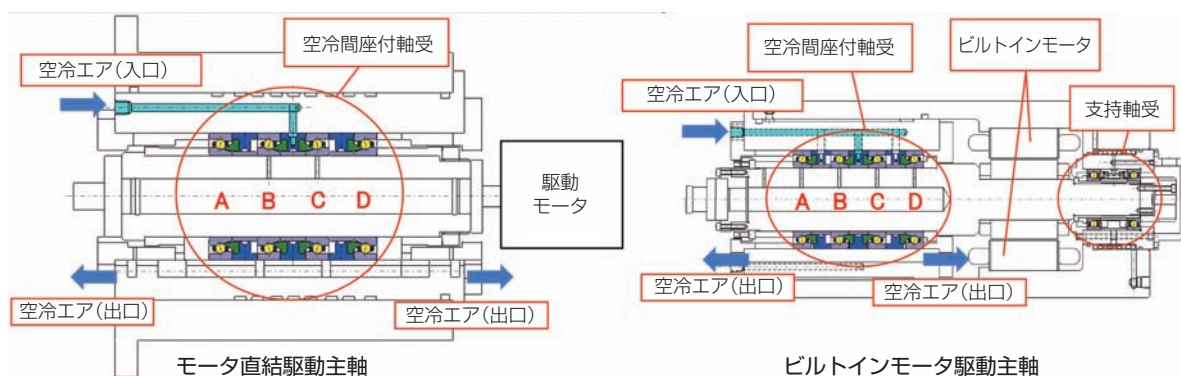 空冷間座付軸受
空冷エア(入口)
A B C D
駆動
モータ
空冷エア(出口)
空冷エア(出口)
モータ直結駆動主軸
空冷間座付軸受
ビルトインモータ
空冷エア(入口)
支持軸受
A B C D
空冷エア(出口)
空冷エア(出口)
ビルトインモータ駆動主軸